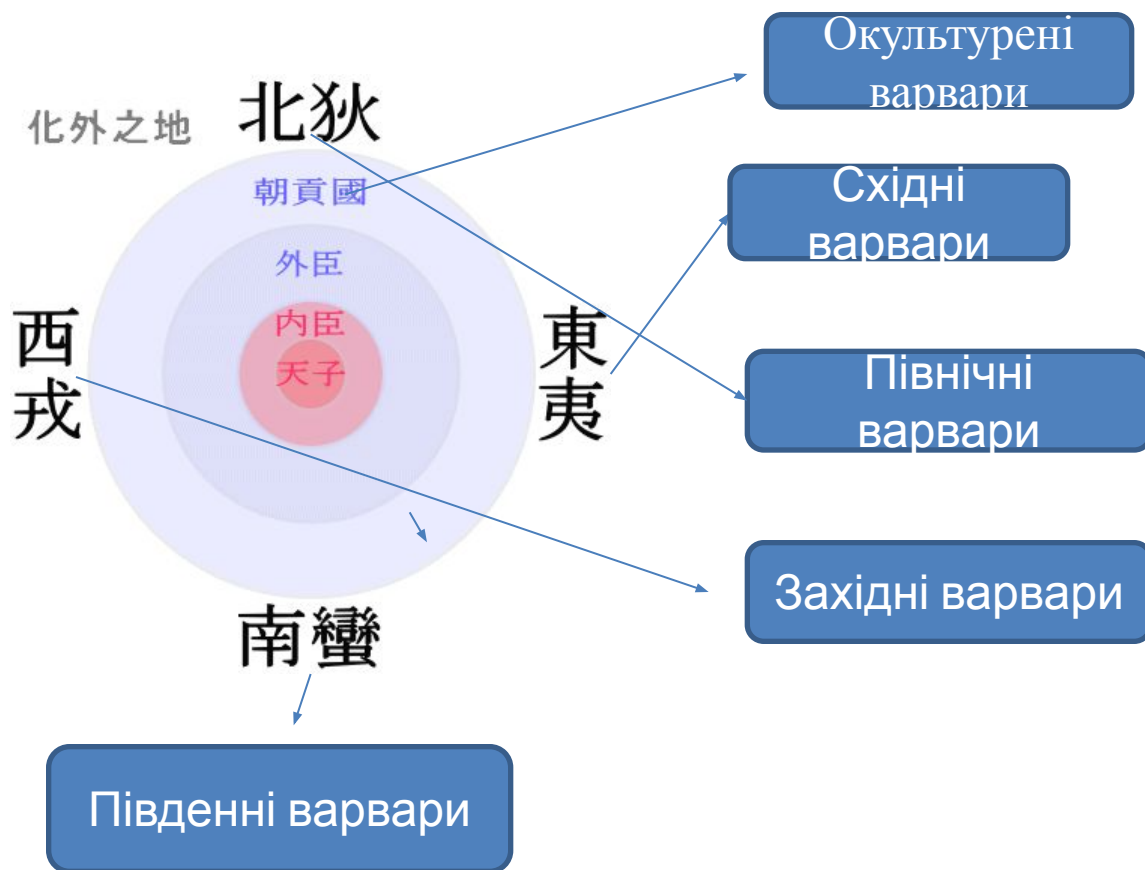 Окультурені
варвари
化外之地
北狄
朝貢國
Східні
варвари
外臣
内臣
天子
西
戎
東
夷
Північні
варвари
Західні варвари
南蠻
Південні варвари